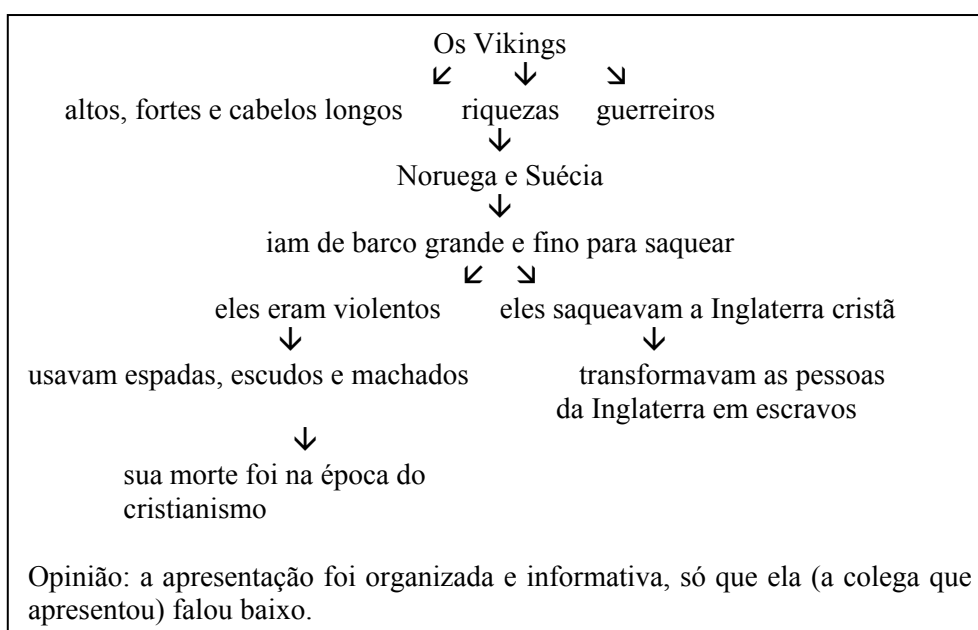 Os Vikings
altos, fortes e cabelos longos riquezas guerreiros
Noruega e Suécia
iam de barco grande e fino para saquear
eles eram violentos eles saqueavam a Inglaterra cristã
usavam espadas, escudos e machados transformavam as pessoas
da Inglaterra em escravos
sua morte foi na época do
cristianismo
Opinião: a apresentação foi organizada e informativa, só que ela (a colega que
apresentou) falou baixo.